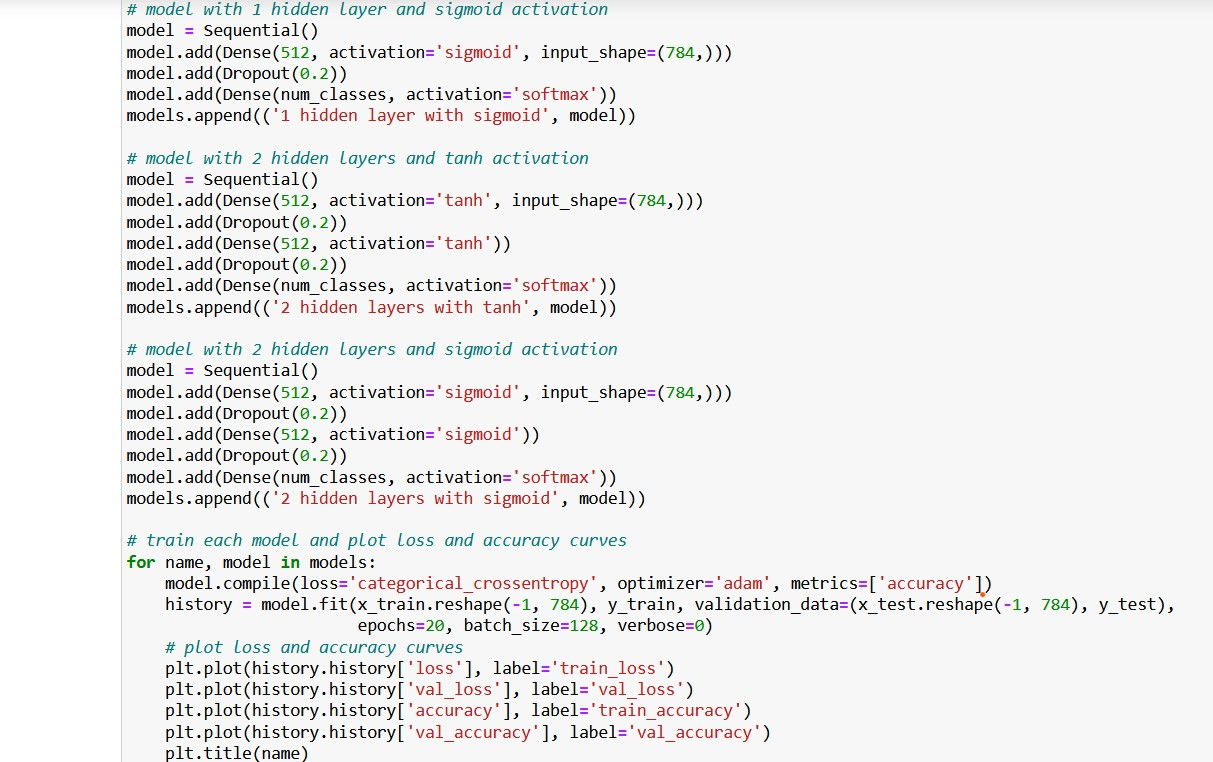 # model with 1 hidden layer and sigmoid activation
model = Sequential()
model.add(Dense(512, activation='sigmoid', input_shape=(784,)))
model.add(Dropout(0.2))
model.add(Dense(num_classes, activation='softmax'))
models.append(('1 hidden layer with sigmoid', model))

# model with 2 hidden layers and tanh activation
model = Sequential()
model.add(Dense(512, activation='tanh', input_shape=(784,)))
model.add(Dropout(0.2))
model.add(Dense(512, activation='tanh'))
model.add(Dropout(0.2))
model.add(Dense(num_classes, activation='softmax'))
models.append(('2 hidden layers with tanh', model))

# model with 2 hidden layers and sigmoid activation
model = Sequential()
model.add(Dense(512, activation='sigmoid', input_shape=(784,)))
model.add(Dropout(0.2))
model.add(Dense(512, activation='sigmoid'))
model.add(Dropout(0.2))
model.add(Dense(num_classes, activation='softmax'))
models.append(('2 hidden layers with sigmoid', model))

# train each model and plot loss and accuracy curves
for name, model in models:
    model.compile(loss='categorical_crossentropy', optimizer='adam', metrics=['accuracy'])
    history = model.fit(x_train.reshape(-1, 784), y_train, validation_data=(x_test.reshape(-1, 784), y_test),
                        epochs=20, batch_size=128, verbose=0)
    # plot loss and accuracy curves
    plt.plot(history.history['loss'], label='train_loss')
    plt.plot(history.history['val_loss'], label='val_loss')
    plt.plot(history.history['accuracy'], label='train_accuracy')
    plt.plot(history.history['val_accuracy'], label='val_accuracy')
    plt.title(name)